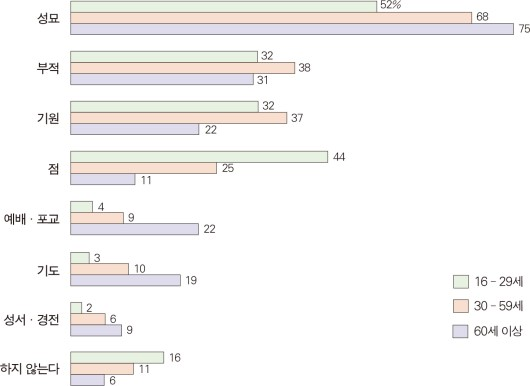 성묘 52% 68 75
부적 32 38 31
기원 32 37 22
점 44 25 11
예배 · 포교 4 9 22
기도 3 10 19
성서 · 경전 2 6 9
하지 않는다 16 11 6
16 – 29세
30 – 59세
60세 이상